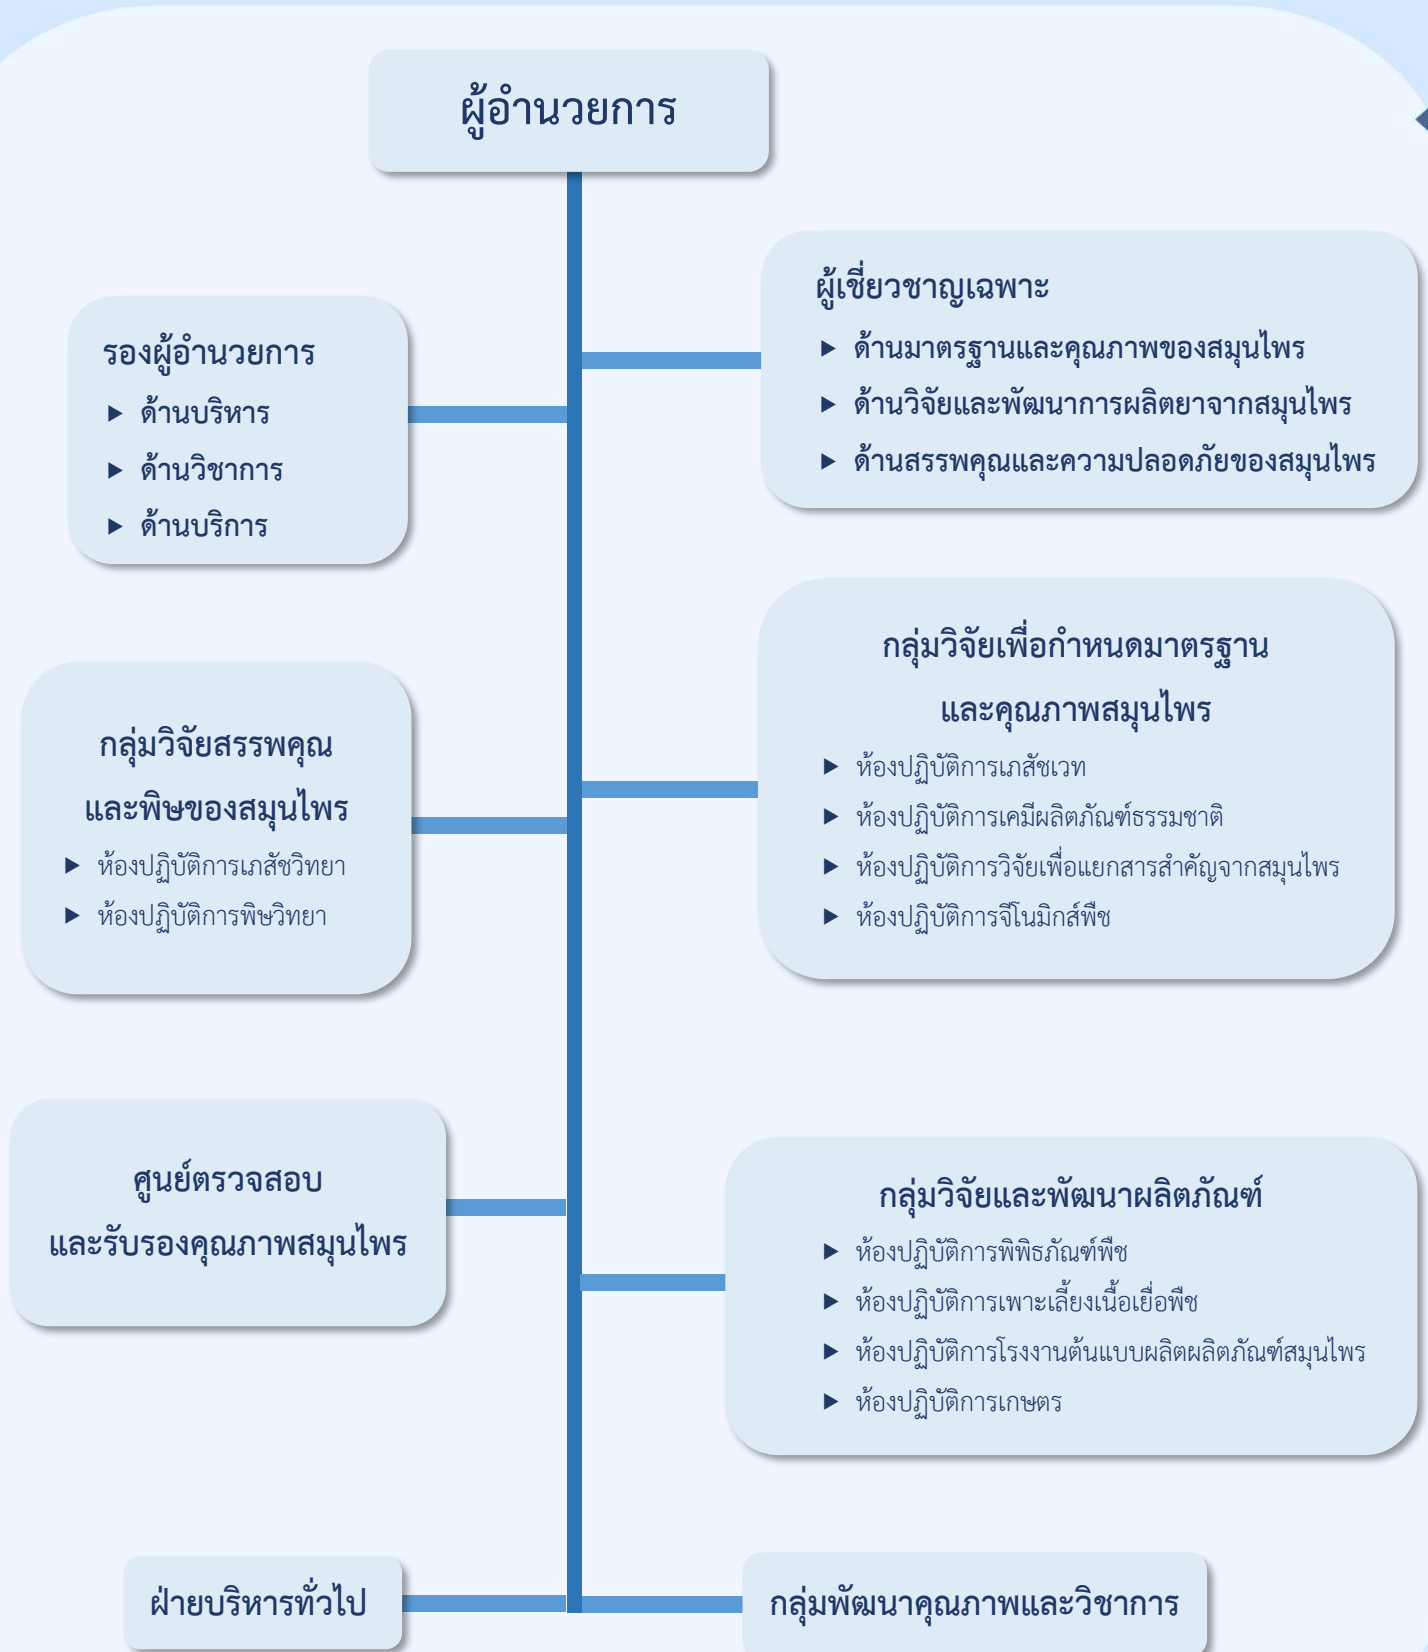 ผู้อำนวยการ
รองผู้อำนวยการ
▶ ด้านบริหาร
▶ ด้านวิชาการ
▶ ด้านบริการ
ผู้เชี่ยวชาญเฉพาะ
▶ ด้านมาตรฐานและคุณภาพของสมุนไพร
▶ ด้านวิจัยและพัฒนาการผลิตยาจากสมุนไพร
▶ ด้านสรรพคุณและความปลอดภัยของสมุนไพร
กลุ่มวิจัยสรรพคุณ
และพิษของสมุนไพร
▶ ห้องปฏิบัติการเภสัชวิทยา
▶ ห้องปฏิบัติการพิษวิทยา
กลุ่มวิจัยเพื่อกำหนดมาตรฐาน
และคุณภาพสมุนไพร
▶ ห้องปฏิบัติการเภสัชเวท
▶ ห้องปฏิบัติการเคมีผลิตภัณฑ์ธรรมชาติ
▶ ห้องปฏิบัติการวิจัยเพื่อแยกสารสำคัญจากสมุนไพร
▶ ห้องปฏิบัติการจีโนมิกส์พืช
ศูนย์ตรวจสอบ
และรับรองคุณภาพสมุนไพร
กลุ่มวิจัยและพัฒนาผลิตภัณฑ์
▶ ห้องปฏิบัติการพิพิธภัณฑ์พืช
▶ ห้องปฏิบัติการเพาะเลี้ยงเนื้อเยื่อพืช
▶ ห้องปฏิบัติการโรงงานต้นแบบผลิตผลิตภัณฑ์สมุนไพร
▶ ห้องปฏิบัติการเกษตร
ฝ่ายบริหารทั่วไป
กลุ่มพัฒนาคุณภาพและวิชาการ